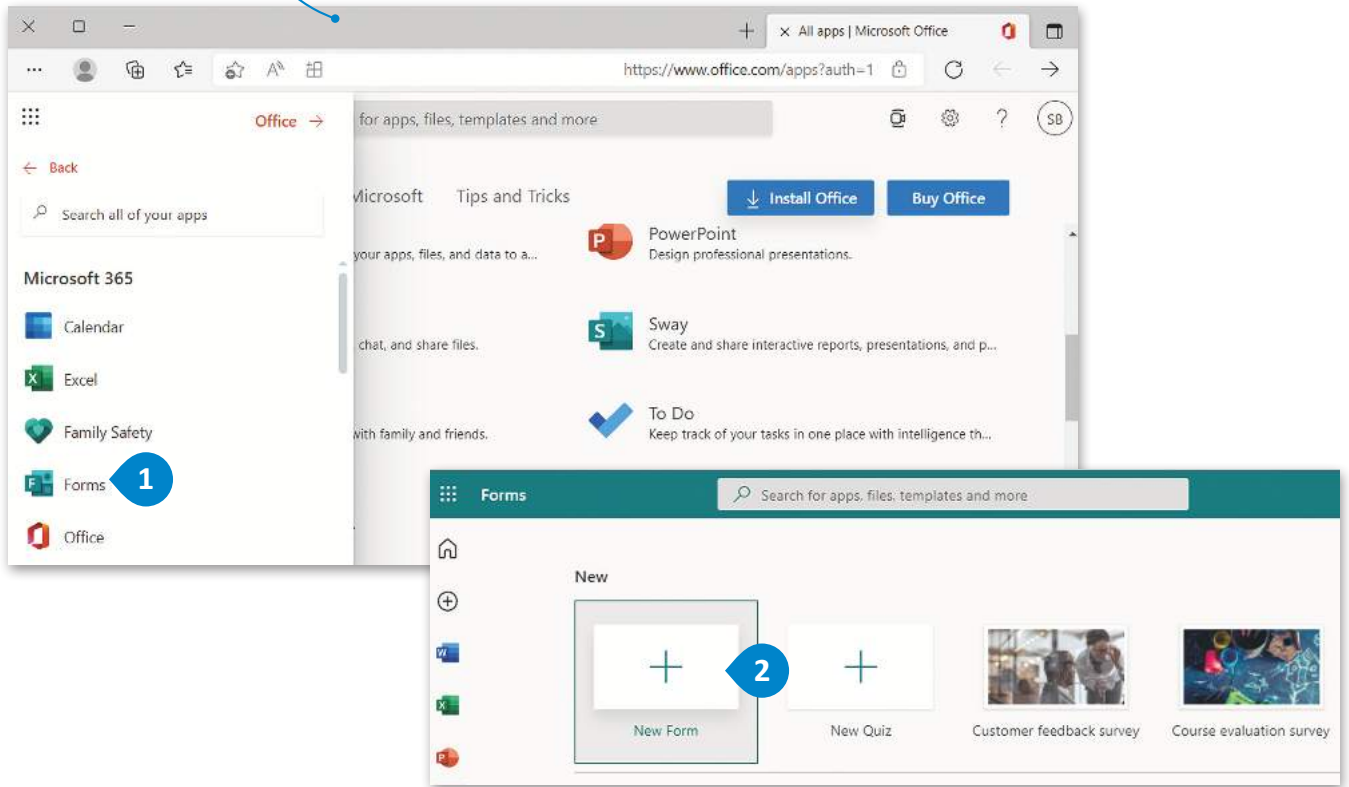 All apps | Microsoft Office
https://www.office.com/apps?auth=1
Office →
for apps, files, templates and more
SB
← Back
Search all of your apps
Microsoft 365
Calendar
Excel
Family Safety
Forms
1
Office
Microsoft Tips and Tricks
Install Office
Buy Office
your apps, files, and data to a...
PowerPoint
Design professional presentations.
chat, and share files.
Sway
Create and share interactive reports, presentations, and p...
with family and friends.
To Do
Keep track of your tasks in one place with intelligence th...
Forms
Search for apps, files, templates and more
New
2
New Form
New Quiz
Customer feedback survey
Course evaluation survey